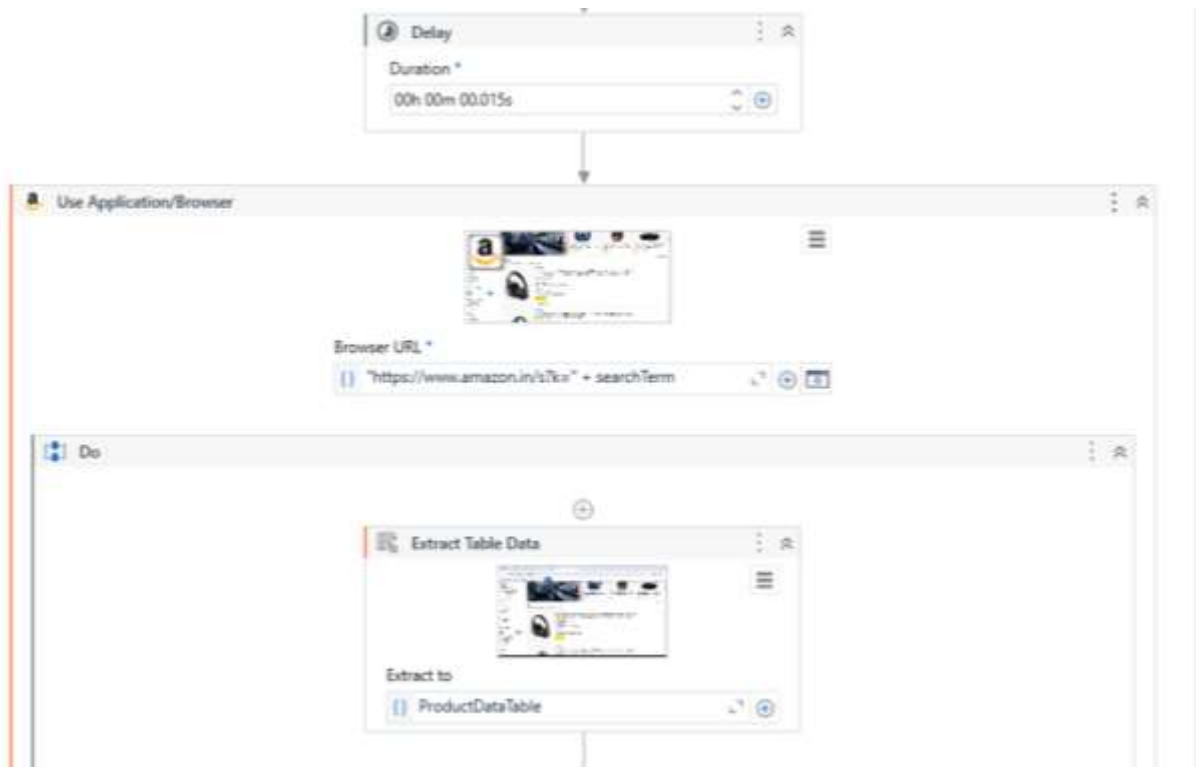 Delay
Duration *
00h 00m 00.015s
Use Application/Browser
Browser URL *
"https://www.amazon.in/s?k=" + searchTerm
Do
Extract Table Data
Extract to
ProductDataTable